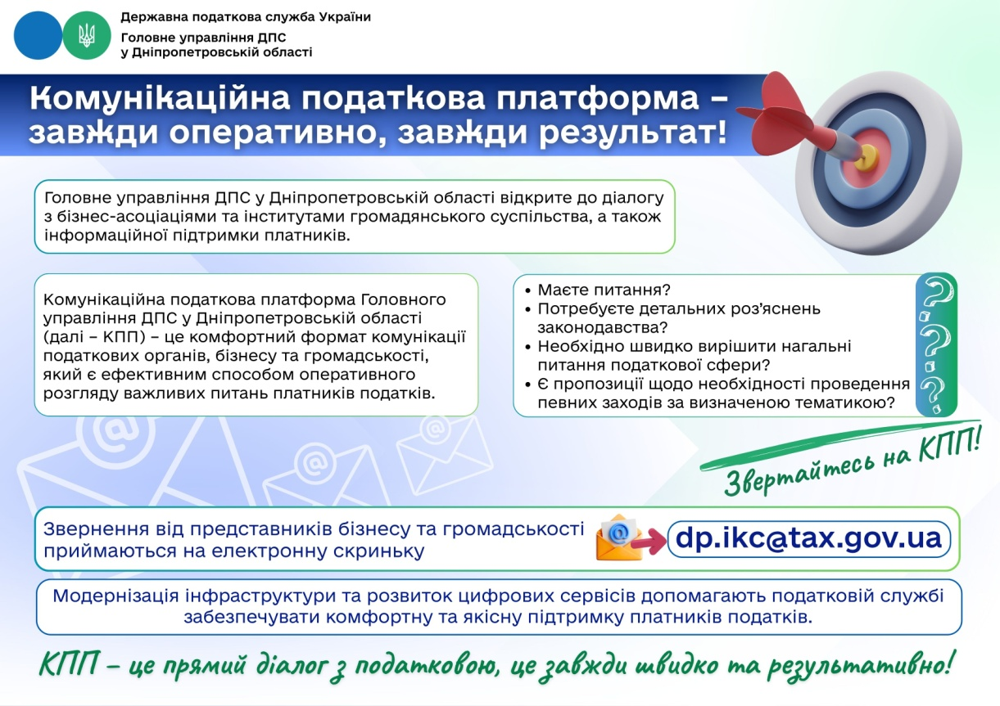 Державна податкова служба України
Головне управління ДПС
у Дніпропетровській області
Комунікаційна податкова платформа –
завжди оперативно, завжди результат!
Головне управління ДПС у Дніпропетровській області відкрите до діалогу
з бізнес-асоціаціями та інститутами громадянського суспільства, а також
інформаційної підтримки платників.
Комунікаційна податкова платформа Головного
управління ДПС у Дніпропетровській області
(далі – КПП) – це комфортний формат комунікації
податкових органів, бізнесу та громадськості,
який є ефективним способом оперативного
розгляду важливих питань платників податків.
• Маєте питання?
• Потребуєте детальних роз’яснень
законодавства?
• Необхідно швидко вирішити нагальні
питання податкової сфери?
• Є пропозиції щодо необхідності проведення
певних заходів за визначеною тематикою?
???
Звертайтесь на КПП!
Звернення від представників бізнесу та громадськості
приймаються на електронну скриньку
dp.ikc@tax.gov.ua
Модернізація інфраструктури та розвиток цифрових сервісів допомагають податковій службі
забезпечувати комфортну та якісну підтримку платників податків.
КПП – це прямий діалог з податковою, це завжди швидко та результативно!